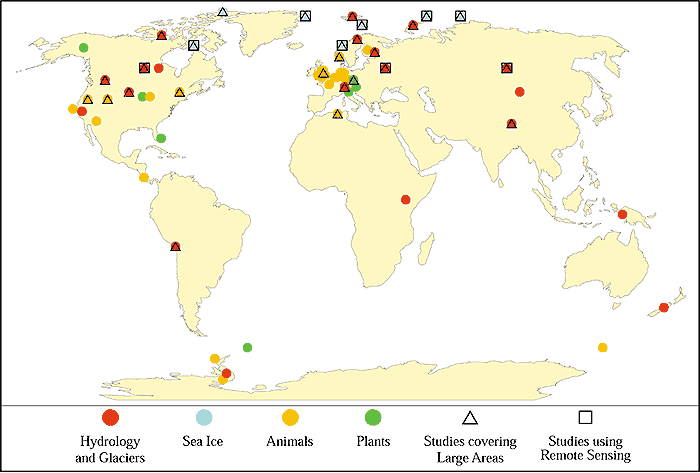 Hydrology
and Glaciers
Sea Ice
Animals
Plants
Studies covering
Large Areas
Studies using
Remote Sensing